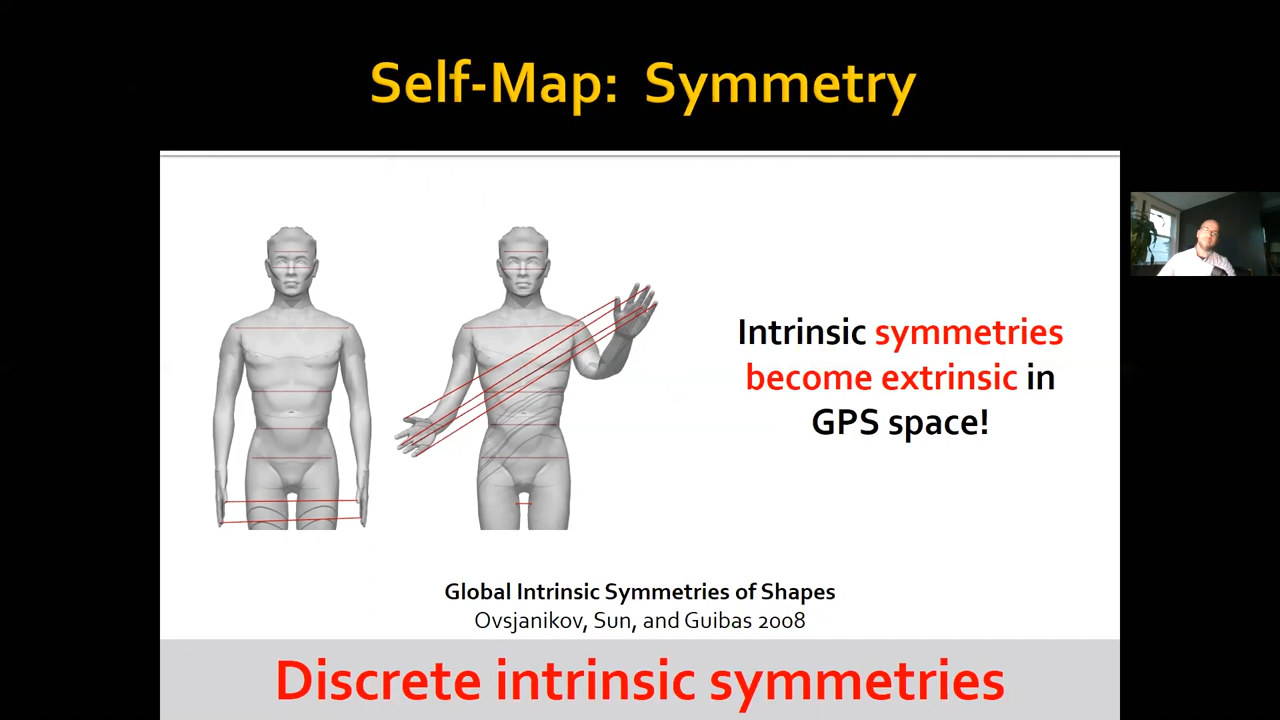 Self-Map: Symmetry
Intrinsic symmetries
become extrinsic in
GPS space!
Global Intrinsic Symmetries of Shapes
Ovsjanikov, Sun, and Guibas 2008
Discrete intrinsic symmetries